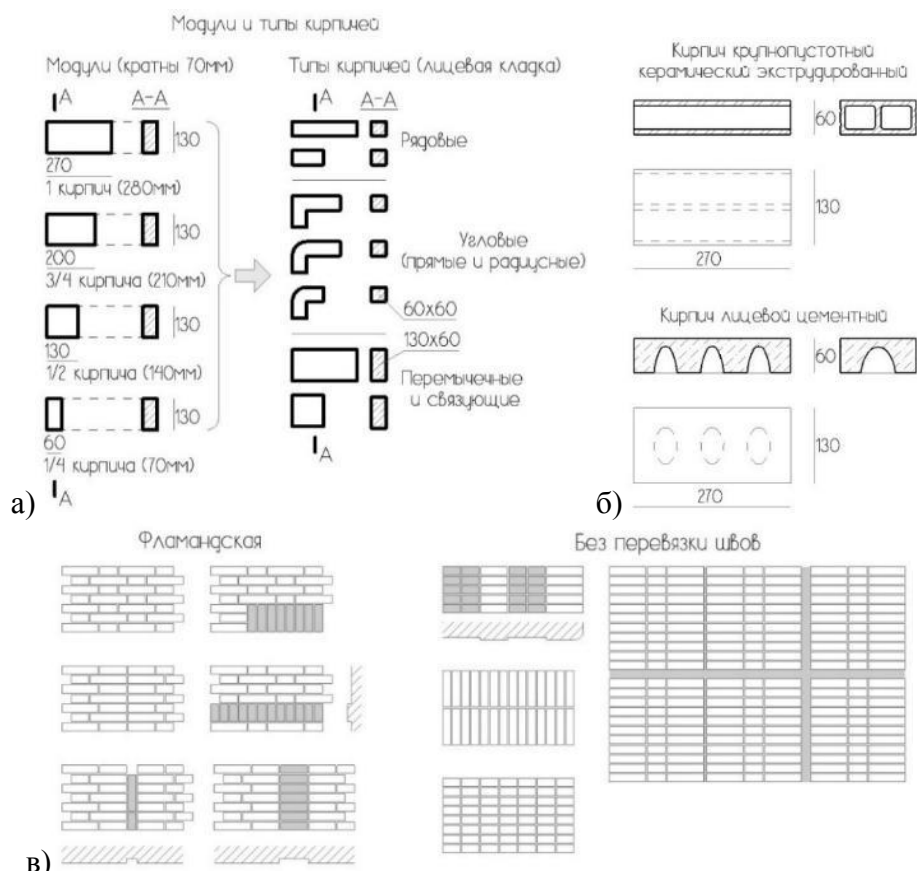 Модули и типы кирпичей
Модули (кратны 70мм)
А
А-А
130
270
1 кирпич (280мм)
130
200
3/4 кирпича (210мм)
130
130
1/2 кирпича (140мм)
130
60
1/4 кирпича (70мм)
А
а)
Типы кирпичей (лицевая кладка)
А
А-А
Рядовые
Угловые
(прямые и радиусные)
60х60
130х60
Перемычечные
и связующие
А
Кирпич крупнопустотный
керамический экструдированный
60
130
270
Кирпич лицевой цементный
60
130
270
б)
Фламандская
Без перевязки швов
в)